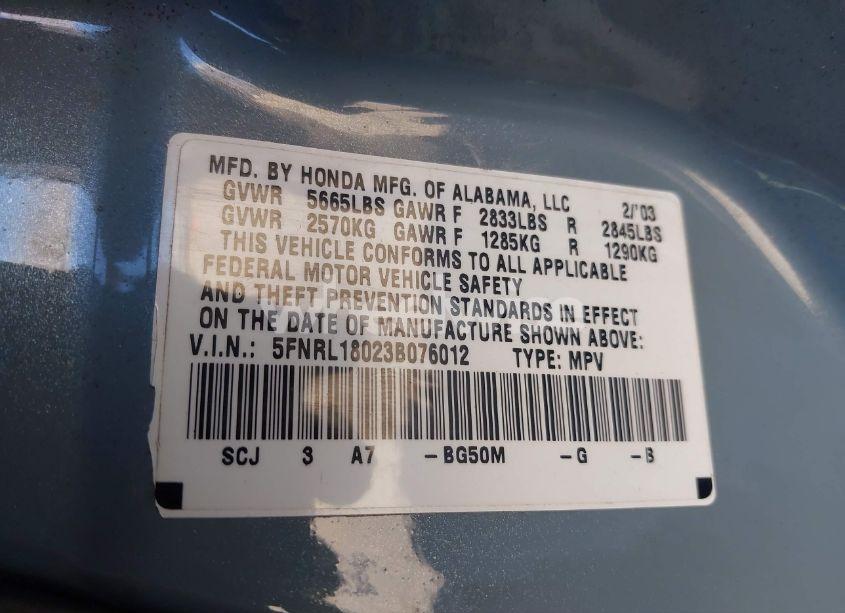 MFD. BY HONDA MFG. OF ALABAMA, LLC 2/'03
GVWR 5665LBS GAWR F 2833LBS R 2845LBS
GVWR 2570KG GAWR F 1285KG R 1290KG
THIS VEHICLE CONFORMS TO ALL APPLICABLE
FEDERAL MOTOR VEHICLE SAFETY
AND THEFT PREVENTION STANDARDS IN EFFECT
ON THE DATE OF MANUFACTURE SHOWN ABOVE:
V.I.N.: 5FNRL18023B076012 TYPE: MPV
SCJ 3 A7 -BG50M -G -B